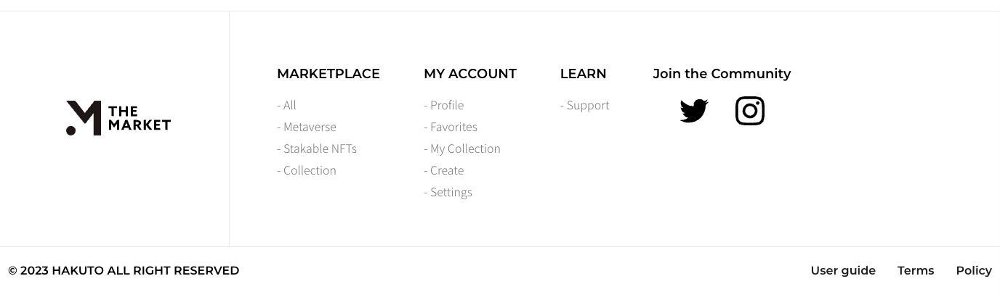 THE
MARKET
MARKETPLACE
- All
- Metaverse
- Stakable NFTs
- Collection
MY ACCOUNT
- Profile
- Favorites
- My Collection
- Create
- Settings
LEARN
- Support
Join the Community
© 2023 HAKUTO ALL RIGHT RESERVED
User guide
Terms
Policy